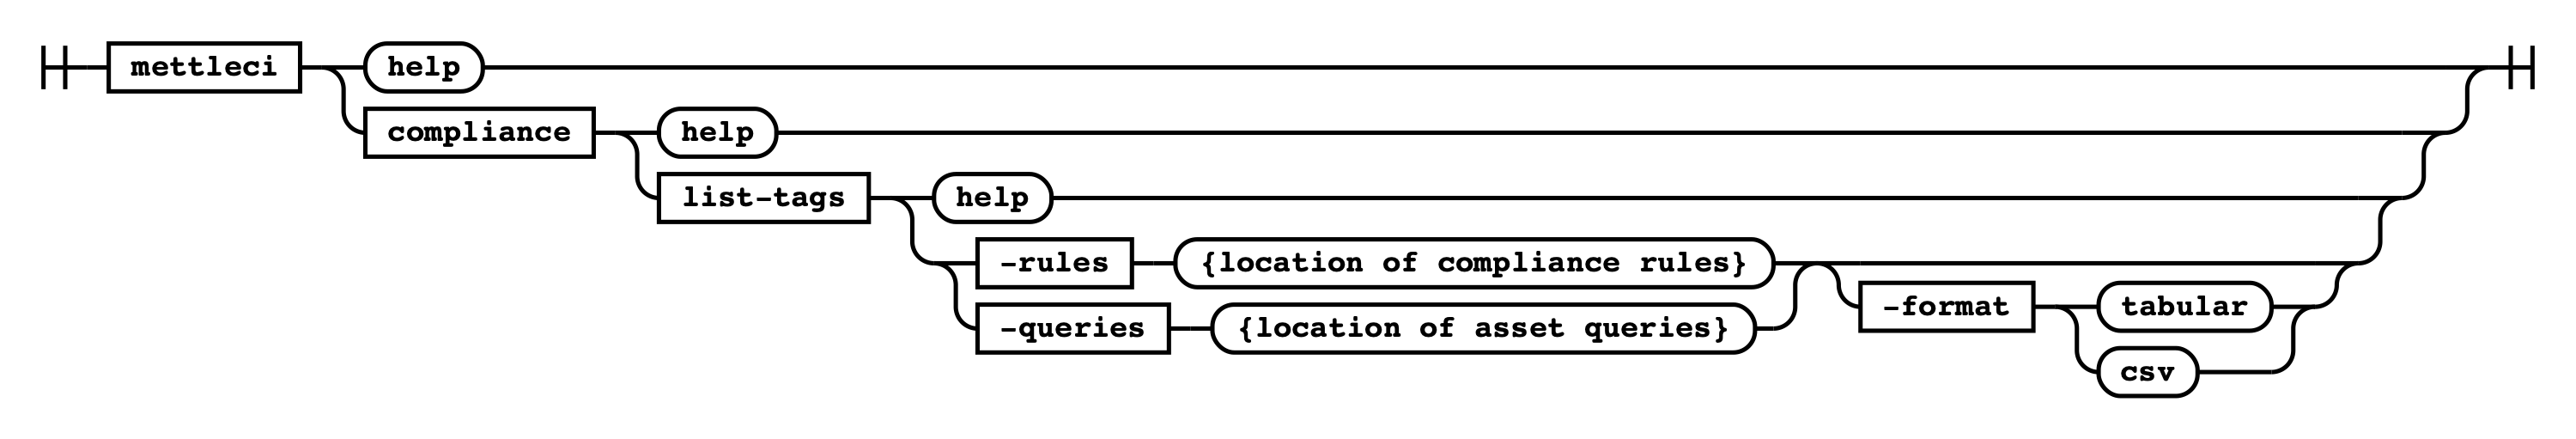 mettleci help
compliance help
list-tags help
-rules {location of compliance rules}
-format tabular
-queries {location of asset queries}
csv